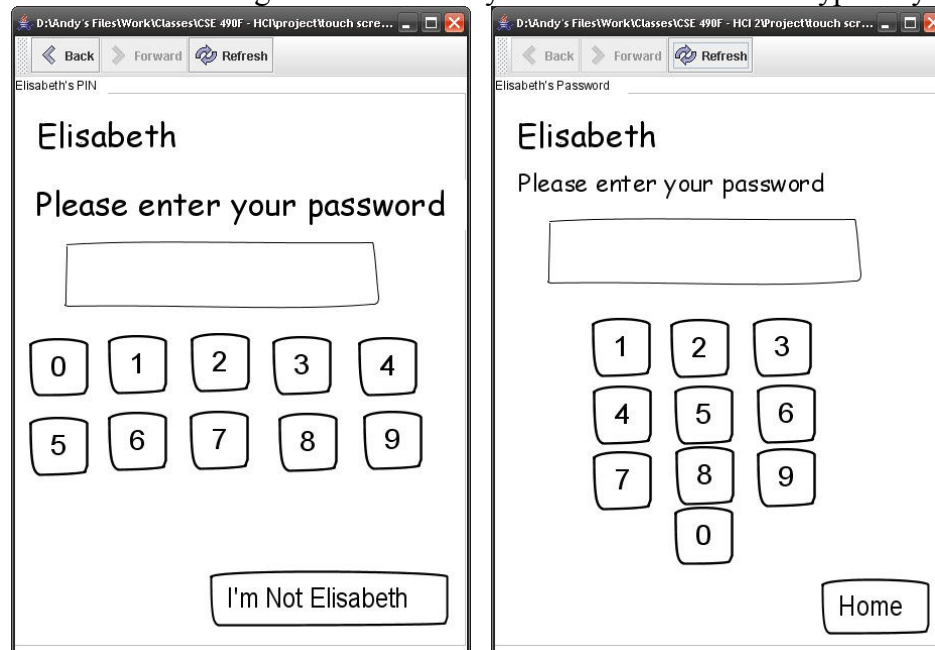 D:\Andy's Files\Work\Classes\CSE 490F - HCI\project\touch scre...
Back Forward Refresh
Elisabeth's PIN
Elisabeth
Please enter your password
0 1 2 3 4
5 6 7 8 9
I'm Not Elisabeth
D:\Andy's Files\Work\Classes\CSE 490F - HCI 2\Project\touch scr...
Back Forward Refresh
Elisabeth's Password
Elisabeth
Please enter your password
1 2 3
4 5 6
7 8 9
0
Home